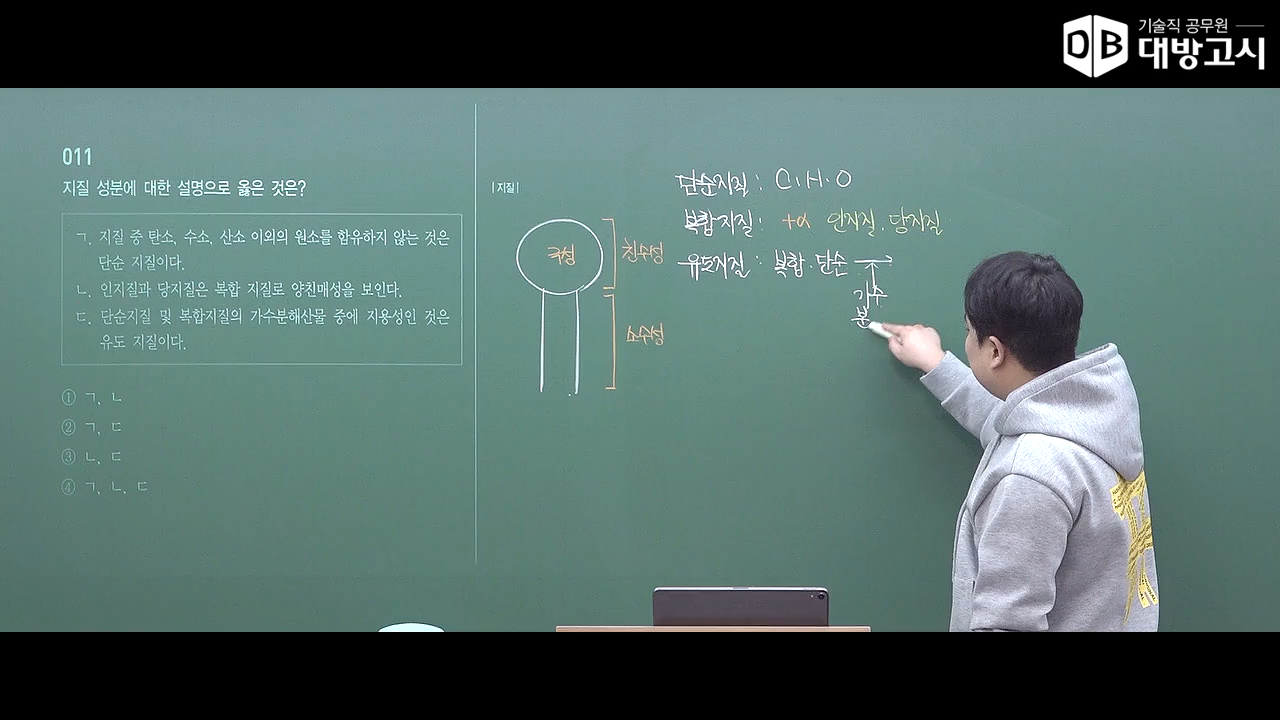 기술직 공무원
대방고시
DB
011
지질 성분에 대한 설명으로 옳은 것은?
ㄱ. 지질 중 탄소, 수소, 산소 이외의 원소를 함유하지 않는 것은
단순 지질이다.
ㄴ. 인지질과 당지질은 복합 지질로 양친매성을 보인다.
ㄷ. 단순지질 및 복합지질의 가수분해산물 중에 지용성인 것은
유도 지질이다.
① ㄱ, ㄴ
② ㄱ, ㄷ
③ ㄴ, ㄷ
④ ㄱ, ㄴ, ㄷ
| 지질 |
극성
친수성
소수성
단순지질 : C, H, O
복합지질 : +α 인지질, 당지질
유도지질 : 복합·단순 →
가수
분